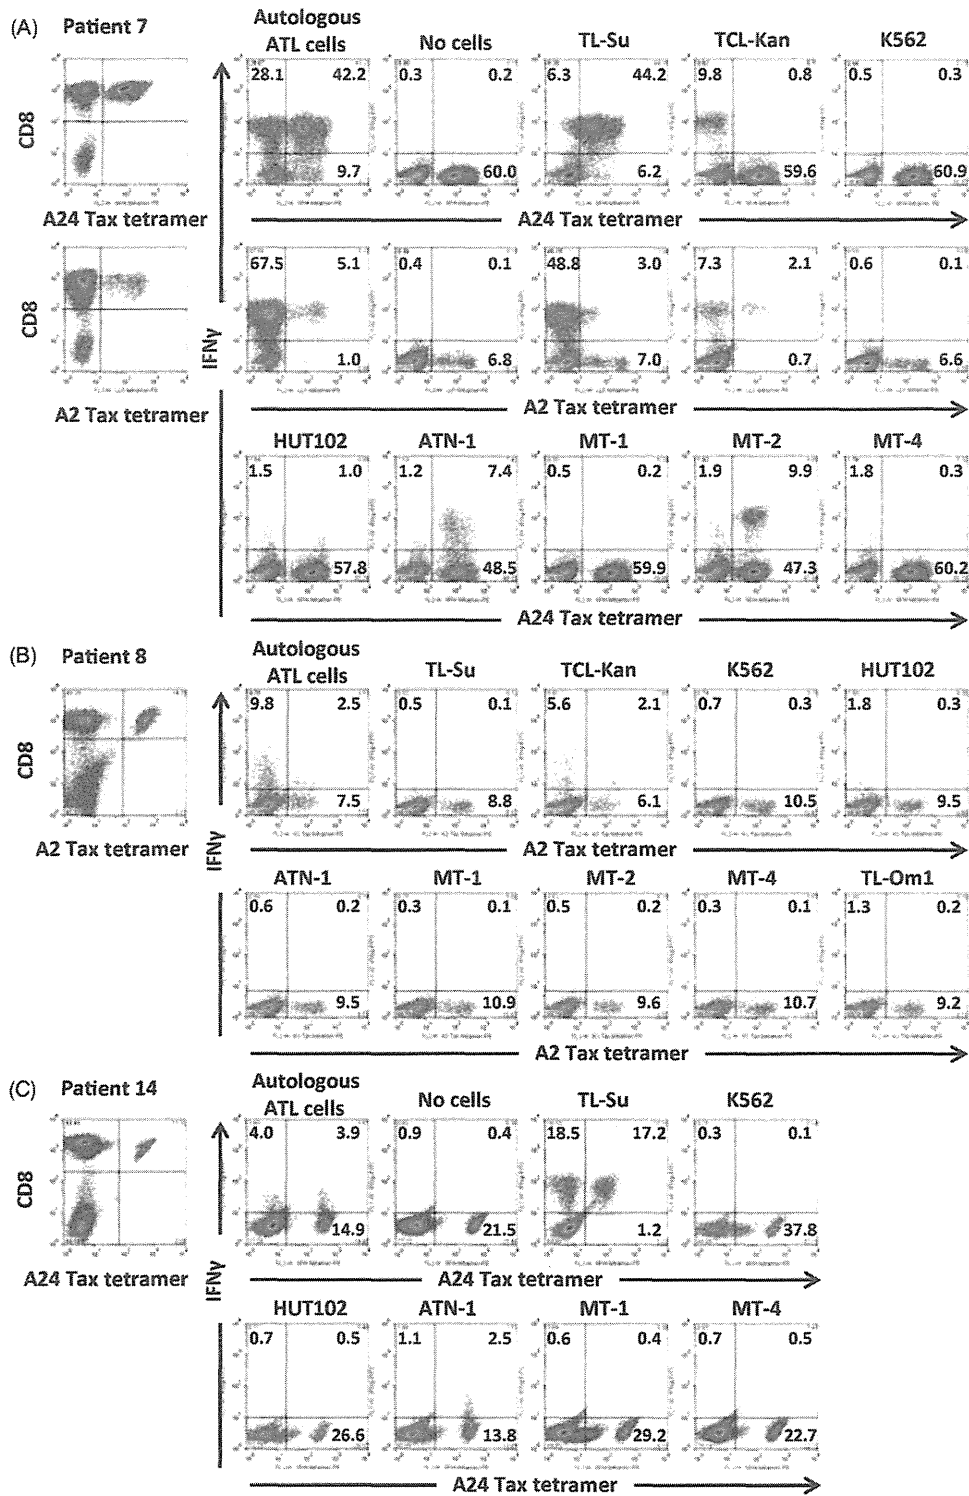 (A) Patient 7
Autologous ATL cells
No cells
TL-Su
TCL-Kan
K562
CD8
28.1 42.2 9.7
0.3 0.2 60.0
6.3 44.2 6.2
9.8 0.8 59.6
0.5 0.3 60.9
A24 Tax tetramer
A24 Tax tetramer
CD8
IFNγ
67.5 5.1 1.0
0.4 0.1 6.8
48.8 3.0 7.0
7.3 2.1 0.7
0.6 0.1 6.6
A2 Tax tetramer
A2 Tax tetramer
HUT102
ATN-1
MT-1
MT-2
MT-4
1.5 1.0 57.8
1.2 7.4 48.5
0.5 0.2 59.9
1.9 9.9 47.3
1.8 0.3 60.2
A24 Tax tetramer
(B) Patient 8
Autologous ATL cells
TL-Su
TCL-Kan
K562
HUT102
CD8
9.8 2.5 7.5
0.5 0.1 8.8
5.6 2.1 6.1
0.7 0.3 10.5
1.8 0.3 9.5
A2 Tax tetramer
IFNγ
A2 Tax tetramer
ATN-1
MT-1
MT-2
MT-4
TL-Om1
0.6 0.2 9.5
0.3 0.1 10.9
0.5 0.2 9.6
0.3 0.1 10.7
1.3 0.2 9.2
A2 Tax tetramer
(C) Patient 14
Autologous ATL cells
No cells
TL-Su
K562
CD8
4.0 3.9 14.9
0.9 0.4 21.5
18.5 17.2 1.2
0.3 0.1 37.8
A24 Tax tetramer
IFNγ
A24 Tax tetramer
HUT102
ATN-1
MT-1
MT-4
0.7 0.5 26.6
1.1 2.5 13.8
0.6 0.4 29.2
0.7 0.5 22.7
A24 Tax tetramer